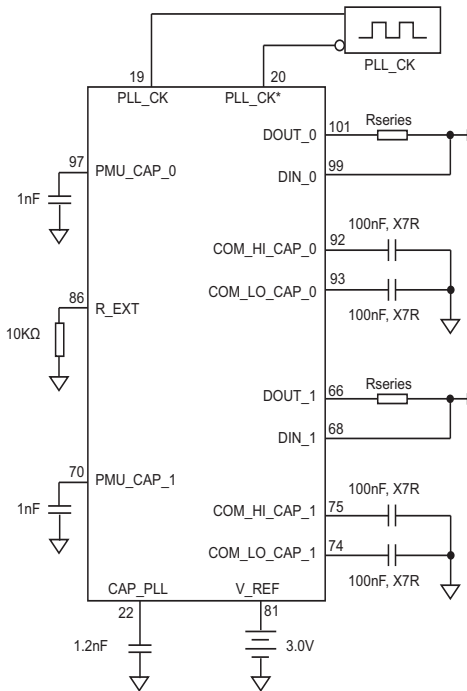 PLL_CK
19
20
PLL_CK
PLL_CK*
DOUT_0
101
Rseries
97
PMU_CAP_0
DIN_0
99
1nF
100nF, X7R
COM_HI_CAP_0
92
COM_LO_CAP_0
93
100nF, X7R
86
R_EXT
10KΩ
DOUT_1
66
Rseries
DIN_1
68
70
PMU_CAP_1
1nF
100nF, X7R
COM_HI_CAP_1
75
COM_LO_CAP_1
74
100nF, X7R
CAP_PLL
V_REF
22
81
1.2nF
3.0V